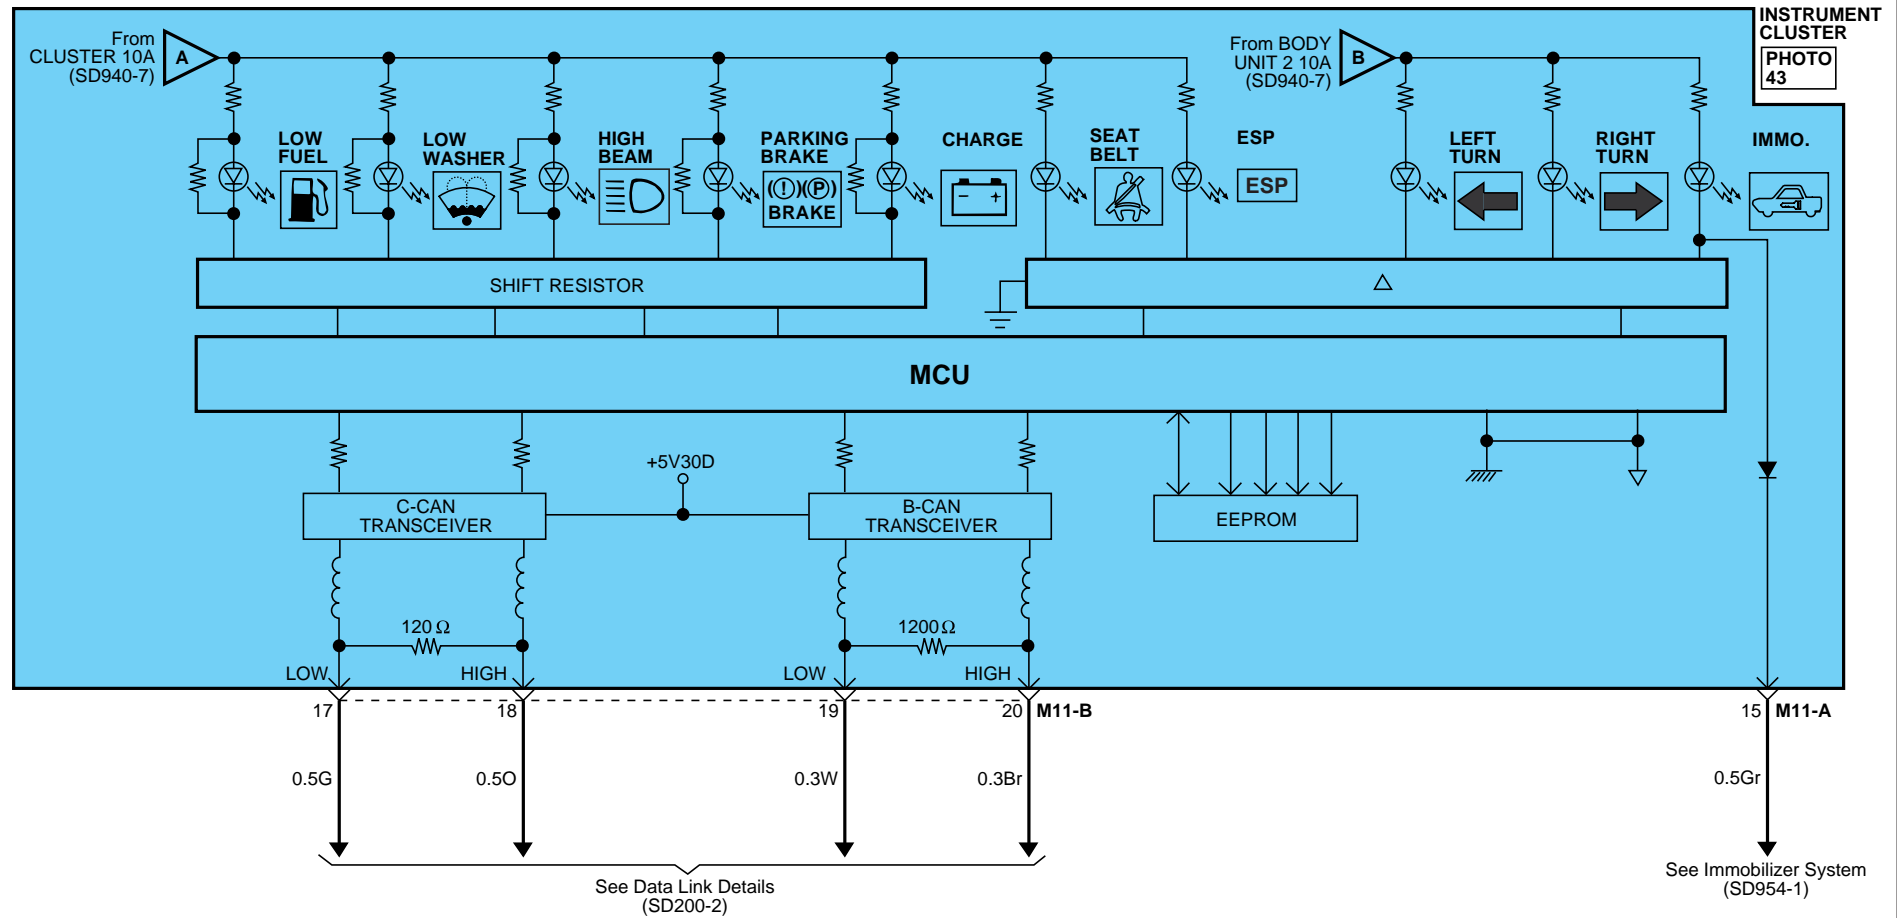 INSTRUMENT
CLUSTER
PHOTO
43
From
CLUSTER 10A
(SD940-7)
A
From BODY
UNIT 2 10A
(SD940-7)
B
LOW
FUEL
LOW
WASHER
HIGH
BEAM
PARKING
BRAKE
(!)(P)
BRAKE
CHARGE
- +
SEAT
BELT
ESP
ESP
LEFT
TURN
RIGHT
TURN
IMMO.
SHIFT RESISTOR
MCU
+5V30D
C-CAN
TRANSCEIVER
B-CAN
TRANSCEIVER
EEPROM
120 Ω
1200 Ω
LOW
HIGH
LOW
HIGH
17
18
19
20
M11-B
15
M11-A
0.5G
0.5O
0.3W
0.3Br
0.5Gr
See Data Link Details
(SD200-2)
See Immobilizer System
(SD954-1)